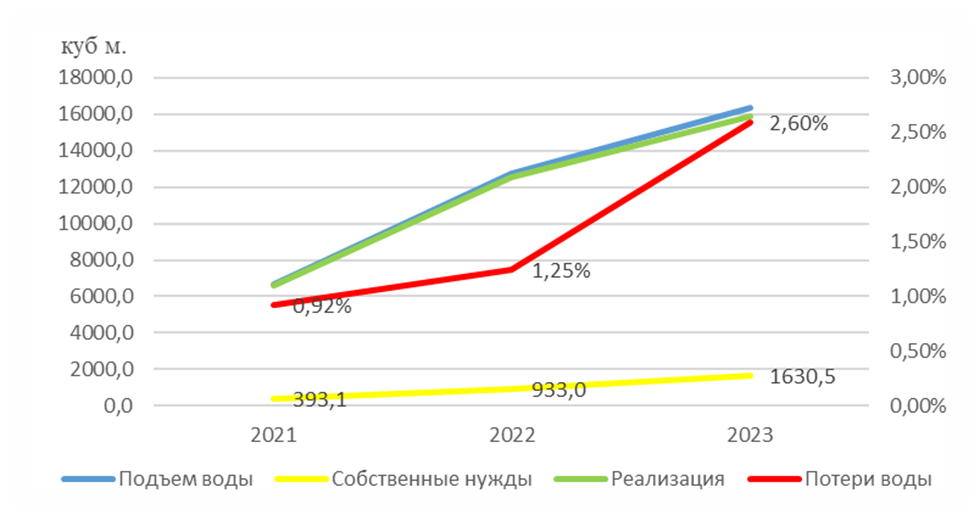 куб м.
18000,0 3,00%
16000,0 2,60%
14000,0 2,50%
12000,0 2,00%
10000,0
8000,0 1,25% 1,50%
6000,0 0,92% 1,00%
4000,0
2000,0 393,1 933,0 1630,5 0,50%
0,0 0,00%
2021 2022 2023
Подъем воды Собственные нужды Реализация Потери воды